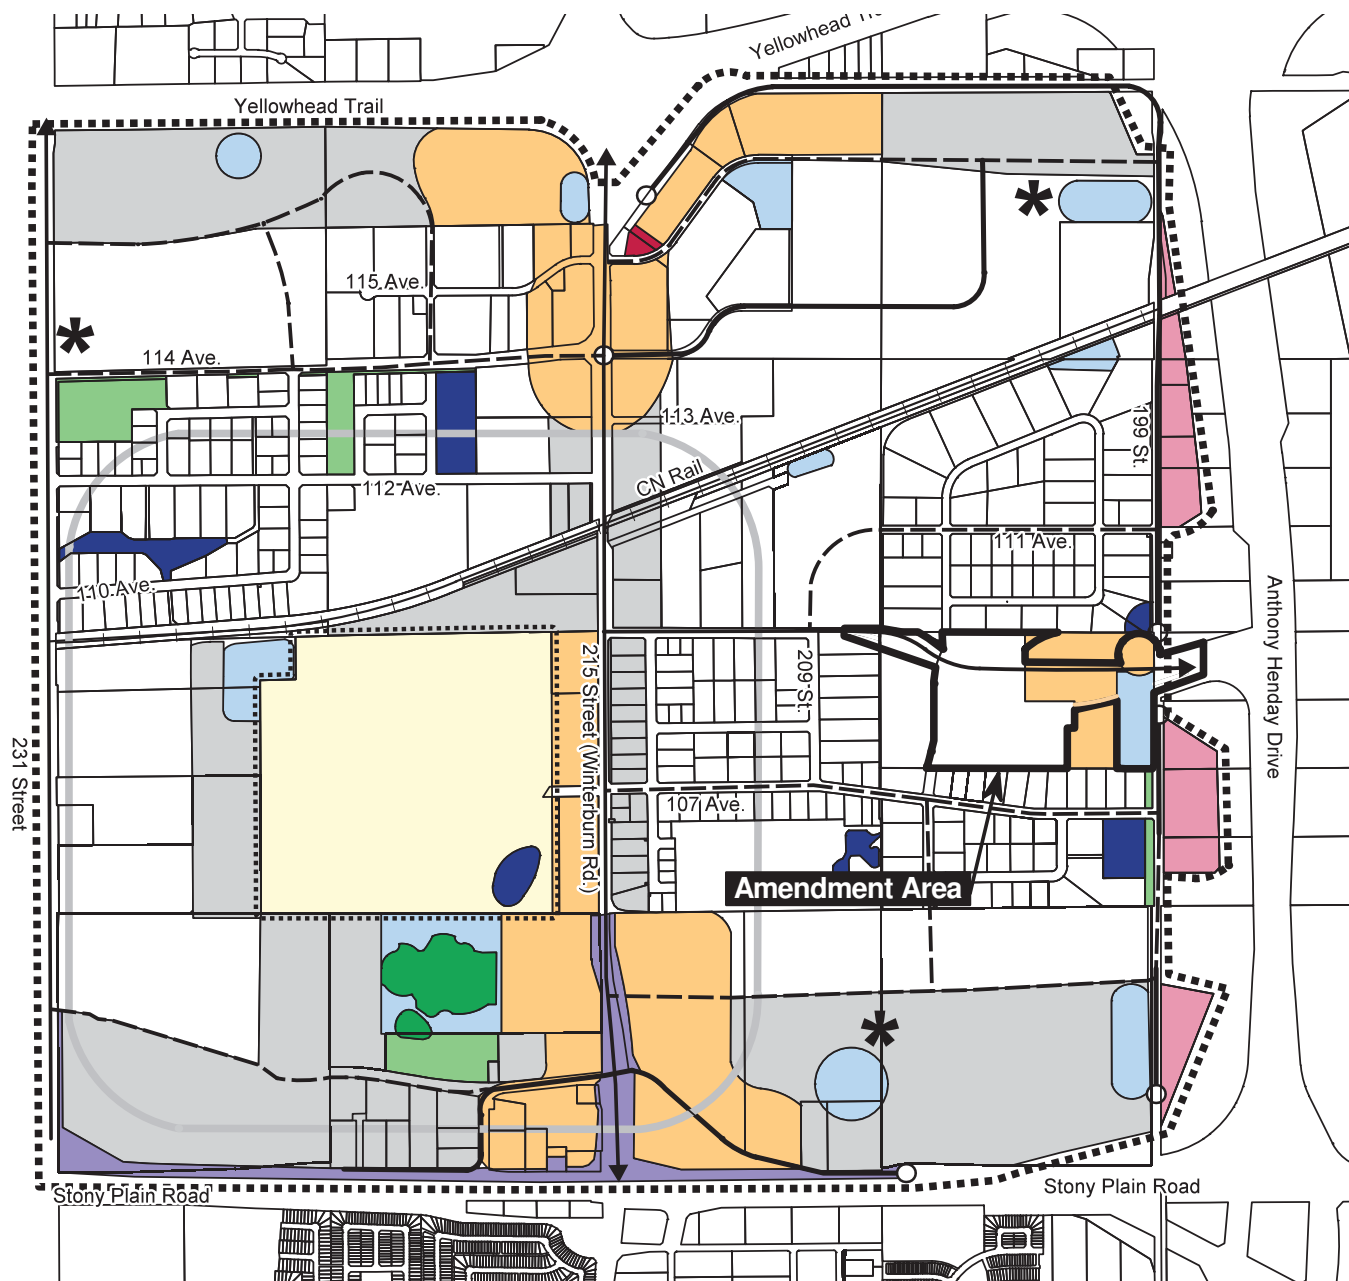 Yellowhead
Yellowhead Trail
115 Ave.
114 Ave.
113 Ave.
199 St.
CN Rail
112 Ave.
111 Ave.
110 Ave.
Anthony Henday Drive
215 Street (Winterburn Rd.)
209 St.
231 Street
107 Ave.
Amendment Area
Stony Plain Road
Stony Plain Road